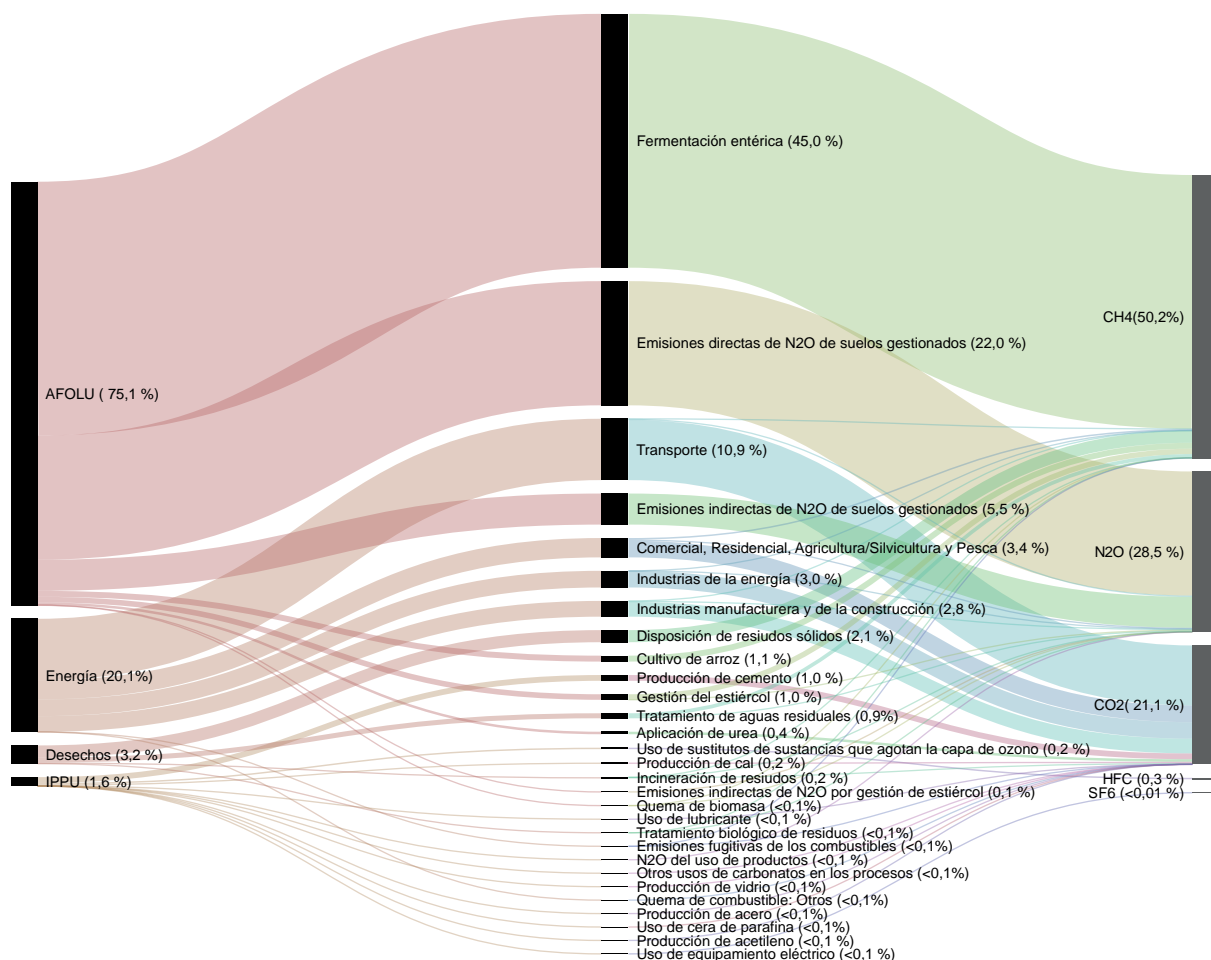 AFOLU ( 75,1 %)
Energía (20,1%)
Desechos (3,2 %)
IPPU (1,6 %)
Fermentación entérica (45,0 %)
Emisiones directas de N2O de suelos gestionados (22,0 %)
Transporte (10,9 %)
Emisiones indirectas de N2O de suelos gestionados (5,5 %)
Comercial, Residencial, Agricultura/Silvicultura y Pesca (3,4 %)
Industrias de la energía (3,0 %)
Industrias manufacturera y de la construcción (2,8 %)
Disposición de resiudos sólidos (2,1 %)
Cultivo de arroz (1,1 %)
Producción de cemento (1,0 %)
Gestión del estiércol (1,0 %)
Tratamiento de aguas residuales (0,9%)
Aplicación de urea (0,4 %)
Uso de sustitutos de sustancias que agotan la capa de ozono (0,2 %)
Producción de cal (0,2 %)
Incineración de resiudos (0,2 %)
Emisiones indirectas de N2O por gestión de estiércol (0,1 %)
Quema de biomasa (<0,1%)
Uso de lubricante (<0,1 %)
Tratamiento biológico de residuos (<0,1%)
Emisiones fugitivas de los combustibles (<0,1%)
N2O del uso de productos (<0,1 %)
Otros usos de carbonatos en los procesos (<0,1%)
Producción de vidrio (<0,1%)
Quema de combustible: Otros (<0,1%)
Producción de acero (<0,1%)
Uso de cera de parafina (<0,1%)
Producción de acetileno (<0,1 %)
Uso de equipamiento eléctrico (<0,1 %)
CH4(50,2%)
N2O (28,5 %)
CO2( 21,1 %)
HFC (0,3 %)
SF6 (<0,01 %)